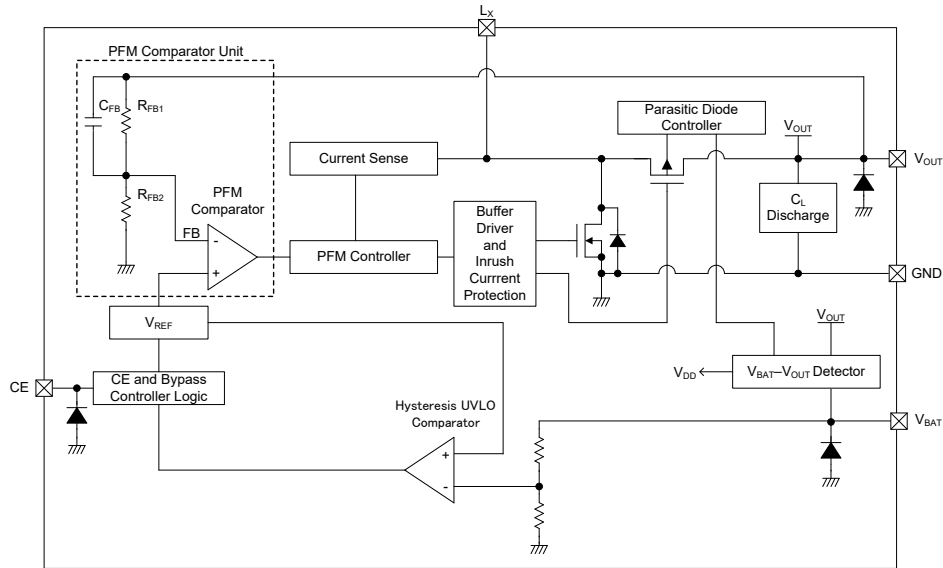 LX
PFM Comparator Unit
CFB
RFB1
RFB2
PFM
Comparator
FB
-
+
Current Sense
PFM Controller
Buffer
Driver
and
Inrush
Currrent
Protection
Parasitic Diode
Controller
VOUT
VOUT
CL
Discharge
GND
VREF
CE
CE and Bypass
Controller Logic
Hysteresis UVLO
Comparator
+
-
VOUT
VDD
VBAT–VOUT Detector
VBAT